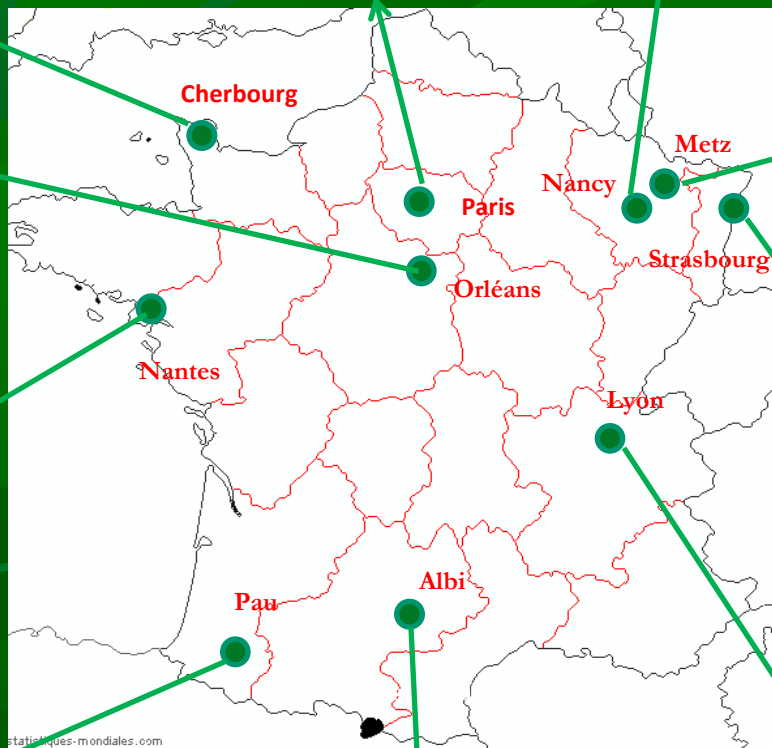 Cherbourg
Metz
Nancy
Paris
Strasbourg
Orléans
Nantes
Lyon
Albi
Pau
statistiques-mondiales.com